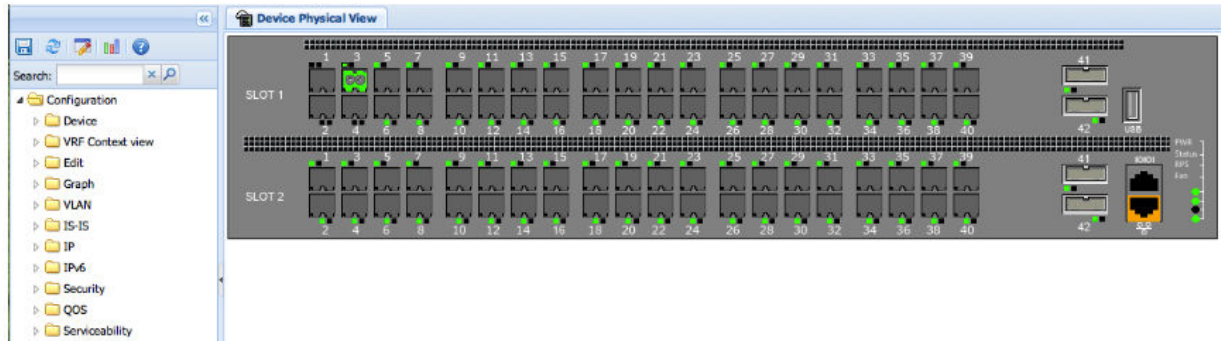 Device Physical View
Search:
Configuration
Device
VRF Context view
Edit
Graph
VLAN
IS-IS
IP
IPv6
Security
QOS
Serviceability
1 3 5 7 9 11 13 15 17 19 21 23 25 27 29 31 33 35 37 39 41
SLOT 1
2 4 6 8 10 12 14 16 18 20 22 24 26 28 30 32 34 36 38 40 42 USB
PWR
Status
RPS
Fan
1 3 5 7 9 11 13 15 17 19 21 23 25 27 29 31 33 35 37 39 41 IOIOI
SLOT 2
2 4 6 8 10 12 14 16 18 20 22 24 26 28 30 32 34 36 38 40 42